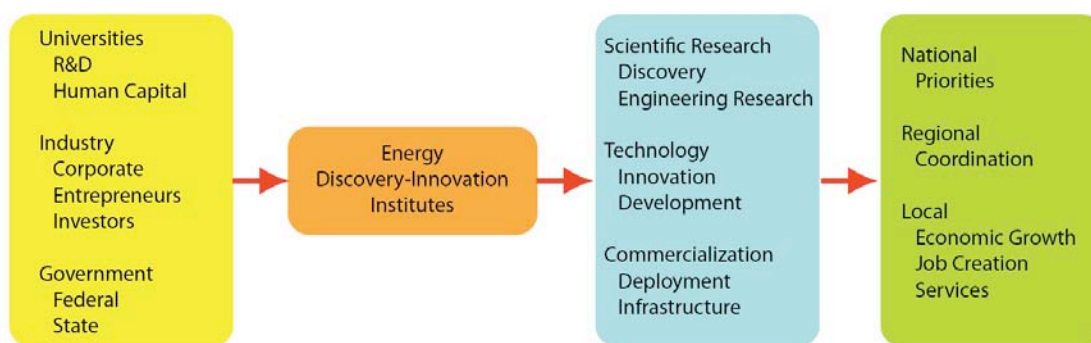 Universities
R&D
Human Capital
Industry
Corporate
Entrepreneurs
Investors
Government
Federal
State
Energy
Discovery-Innovation
Institutes
Scientific Research
Discovery
Engineering Research
Technology
Innovation
Development
Commercialization
Deployment
Infrastructure
National
Priorities
Regional
Coordination
Local
Economic Growth
Job Creation
Services